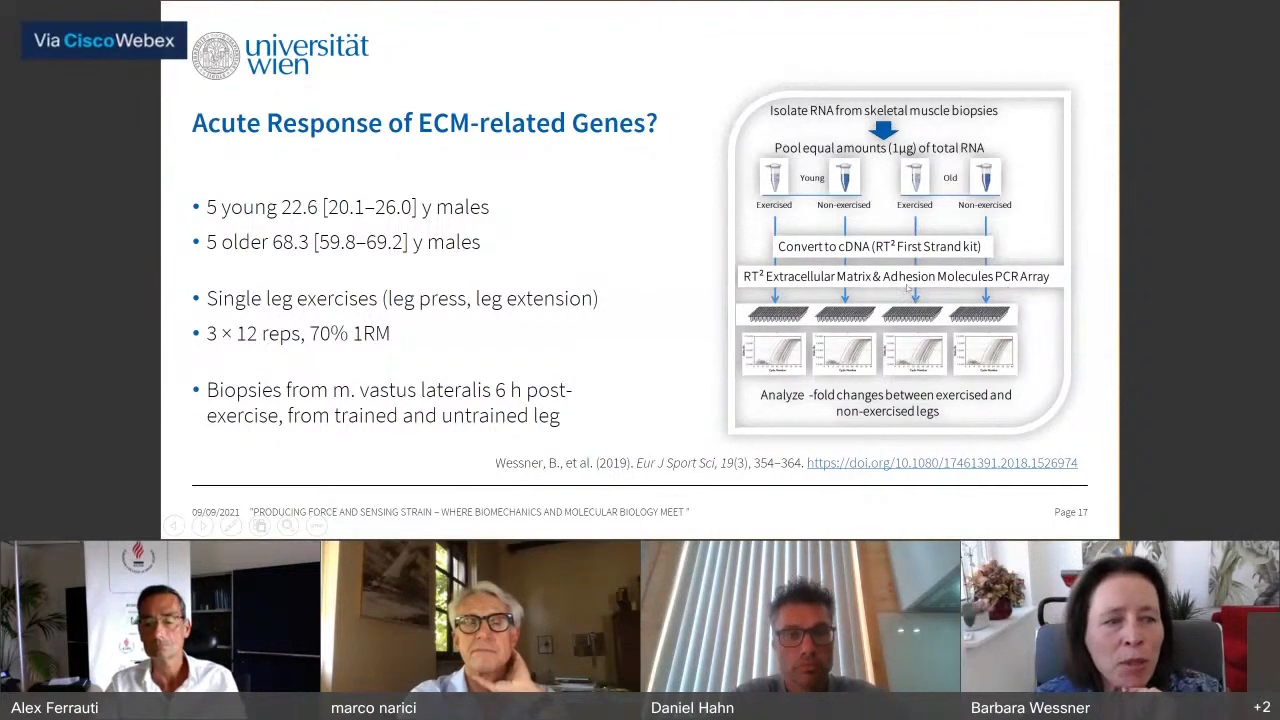 Via Cisco Webex
universität
wien
Acute Response of ECM-related Genes?
• 5 young 22.6 [20.1–26.0] y males
• 5 older 68.3 [59.8–69.2] y males
• Single leg exercises (leg press, leg extension)
• 3 × 12 reps, 70% 1RM
• Biopsies from m. vastus lateralis 6 h post-
exercise, from trained and untrained leg
Isolate RNA from skeletal muscle biopsies
Pool equal amounts (1µg) of total RNA
Young Old
Exercised Non-exercised Exercised Non-exercised
Convert to cDNA (RT² First Strand kit)
RT² Extracellular Matrix & Adhesion Molecules PCR Array
Analyze -fold changes between exercised and
non-exercised legs
Wessner, B., et al. (2019). Eur J Sport Sci, 19(3), 354–364. https://doi.org/10.1080/17461391.2018.1526974
09/09/2021 "PRODUCING FORCE AND SENSING STRAIN – WHERE BIOMECHANICS AND MOLECULAR BIOLOGY MEET " Page 17
Alex Ferrauti marco narici Daniel Hahn Barbara Wessner +2